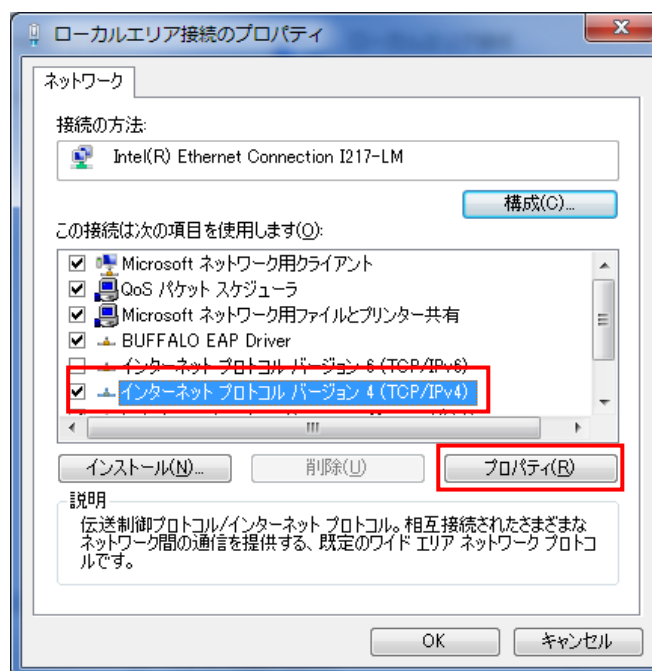 ローカルエリア接続のプロパティ
X
ネットワーク
接続の方法:
Intel(R) Ethernet Connection I217-LM
構成(C)...
この接続は次の項目を使用します(O):
Microsoft ネットワーク用クライアント
QoS パケット スケジューラ
Microsoft ネットワーク用ファイルとプリンター共有
BUFFALO EAP Driver
インターネット プロトコル バージョン 6 (TCP/IPv6)
インターネット プロトコル バージョン 4 (TCP/IPv4)
インストール(N)...
削除(U)
プロパティ(R)
説明
伝送制御プロトコル/インターネット プロトコル。相互接続されたさまざまな
ネットワーク間の通信を提供する、既定のワイド エリア ネットワーク プロトコ
ルです。
OK
キャンセル